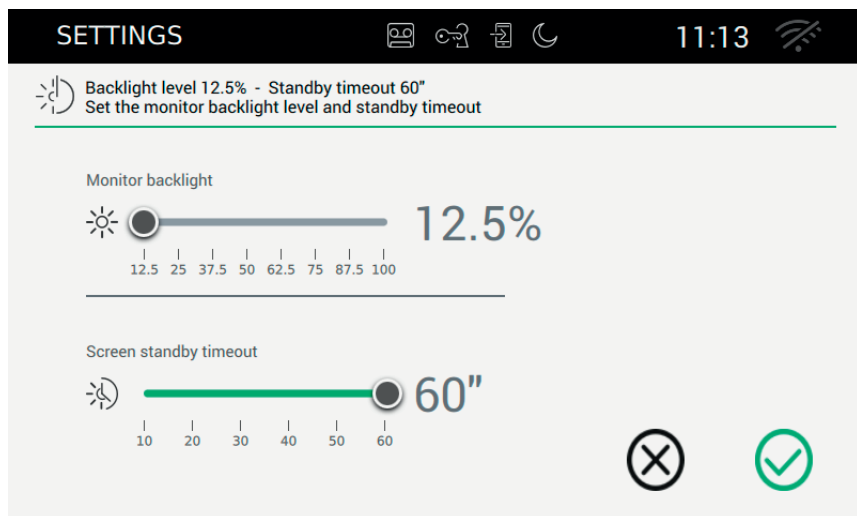 SETTINGS 11:13
Backlight level 12.5% - Standby timeout 60"
Set the monitor backlight level and standby timeout
Monitor backlight
12.5%
12.5 25 37.5 50 62.5 75 87.5 100
Screen standby timeout
60"
10 20 30 40 50 60